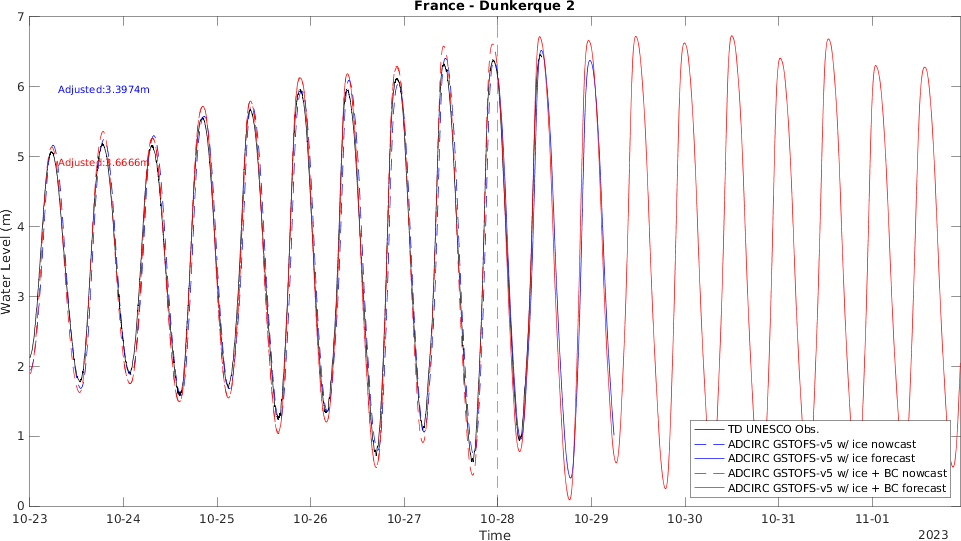 France - Dunkerque 2
7
6
5
4
3
2
1
0
Water Level (m)
Adjusted:3.3974m
Adjusted:3.6666m
TD UNESCO Obs.
ADCIRC GSTOFS-v5 w/ ice nowcast
ADCIRC GSTOFS-v5 w/ ice forecast
ADCIRC GSTOFS-v5 w/ ice + BC nowcast
ADCIRC GSTOFS-v5 w/ ice + BC forecast
10-23 10-24 10-25 10-26 10-27 10-28 10-29 10-30 10-31 11-01
Time
2023